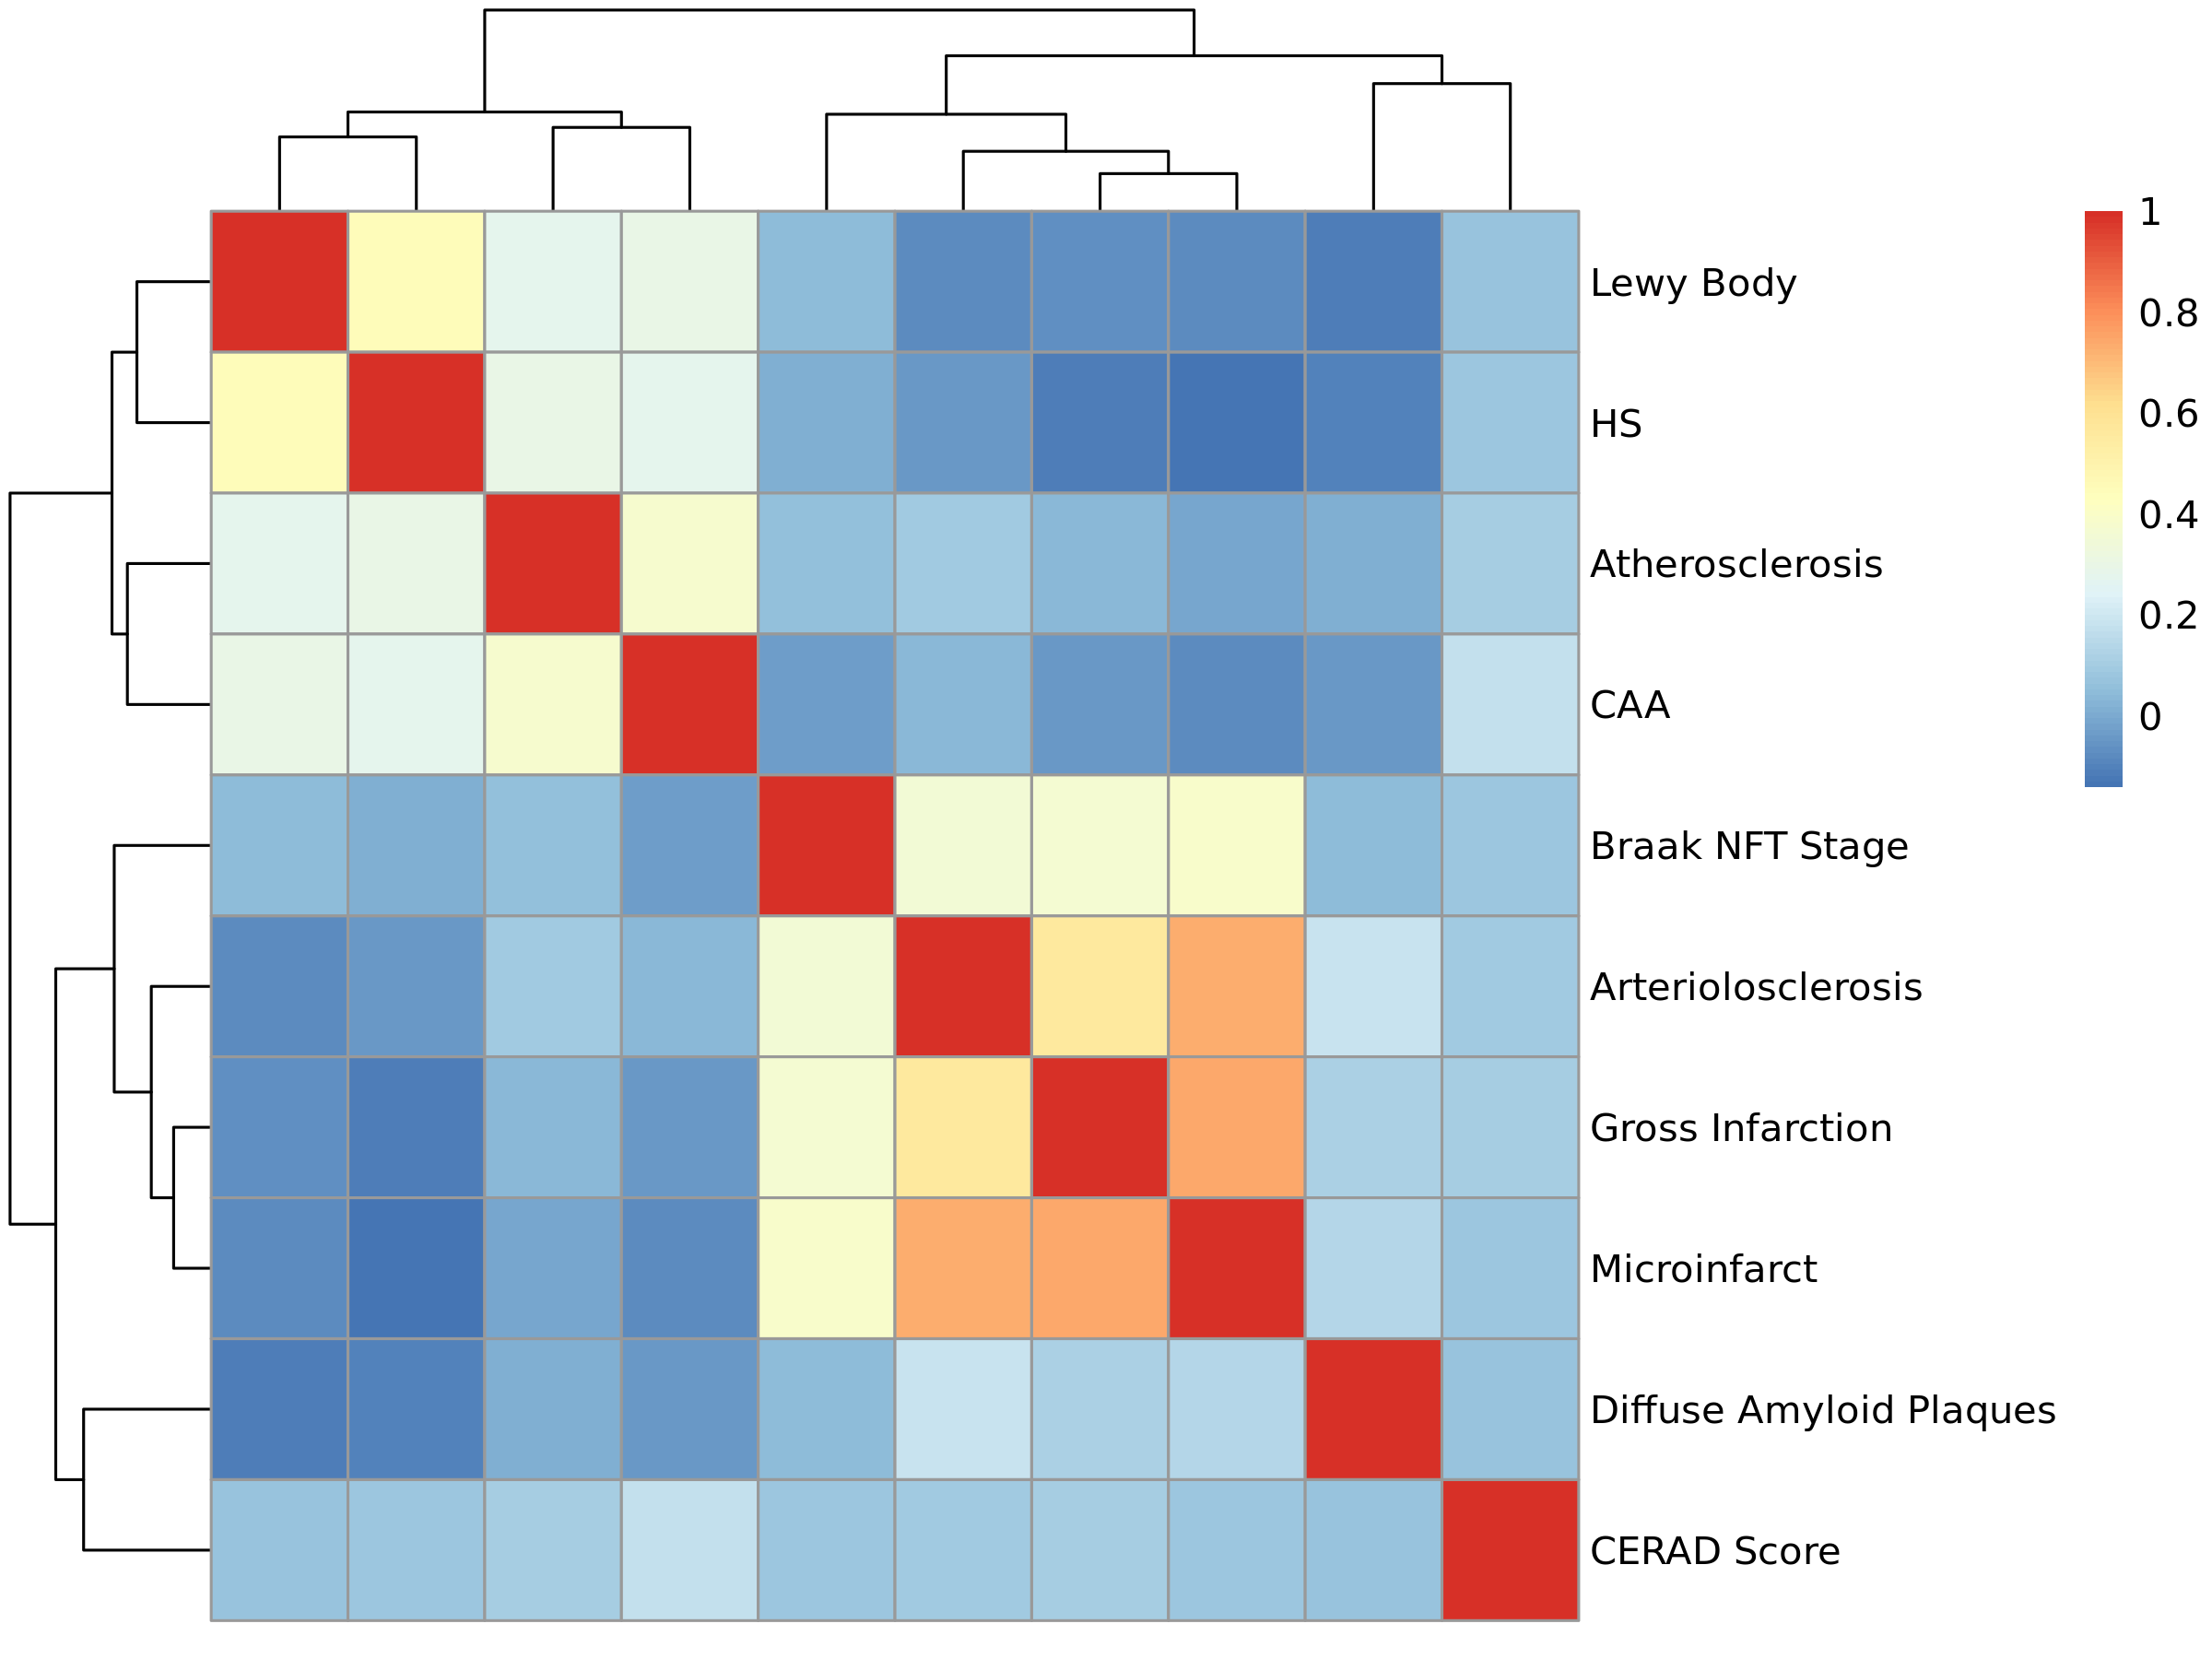 1
Lewy Body
0.8
HS
0.6
Atherosclerosis
0.4
0.2
CAA
0
Braak NFT Stage
Arteriolosclerosis
Gross Infarction
Microinfarct
Diffuse Amyloid Plaques
CERAD Score